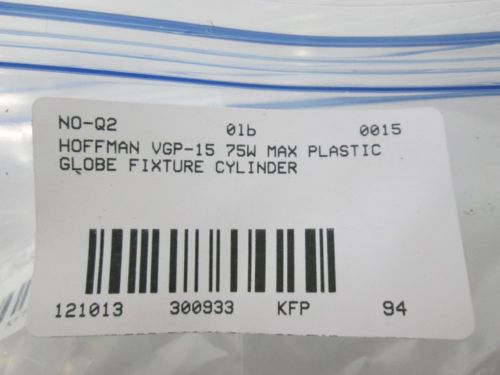 NO-Q2 01b 0015
HOFFMAN VGP-15 75W MAX PLASTIC
GLOBE FIXTURE CYLINDER
121013 300933 KFP 94